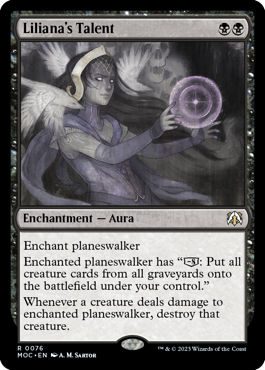 Liliana's Talent
Enchantment — Aura
Enchant planeswalker
Enchanted planeswalker has “-8: Put all
creature cards from all graveyards onto
the battlefield under your control.”
Whenever a creature deals damage to
enchanted planeswalker, destroy that
creature.
R 0076
MOC • EN A. M. Sartor
™ & © 2023 Wizards of the Coast